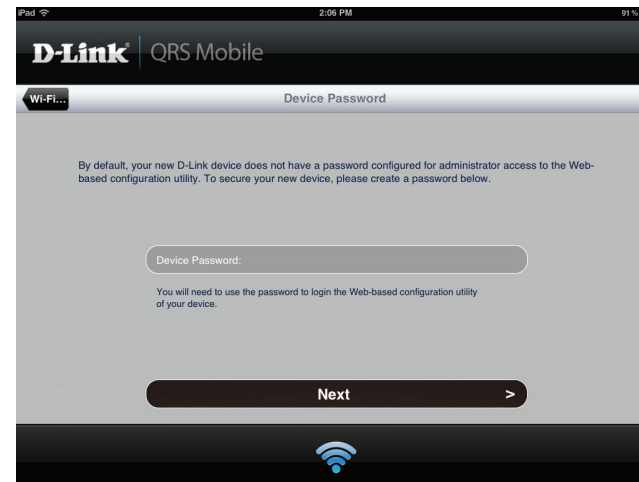 iPad 2:06 PM 91%
D-Link QRS Mobile
Wi-Fi... Device Password
By default, your new D-Link device does not have a password configured for administrator access to the Web-
based configuration utility. To secure your new device, please create a password below.
Device Password:
You will need to use the password to login the Web-based configuration utility
of your device.
Next >